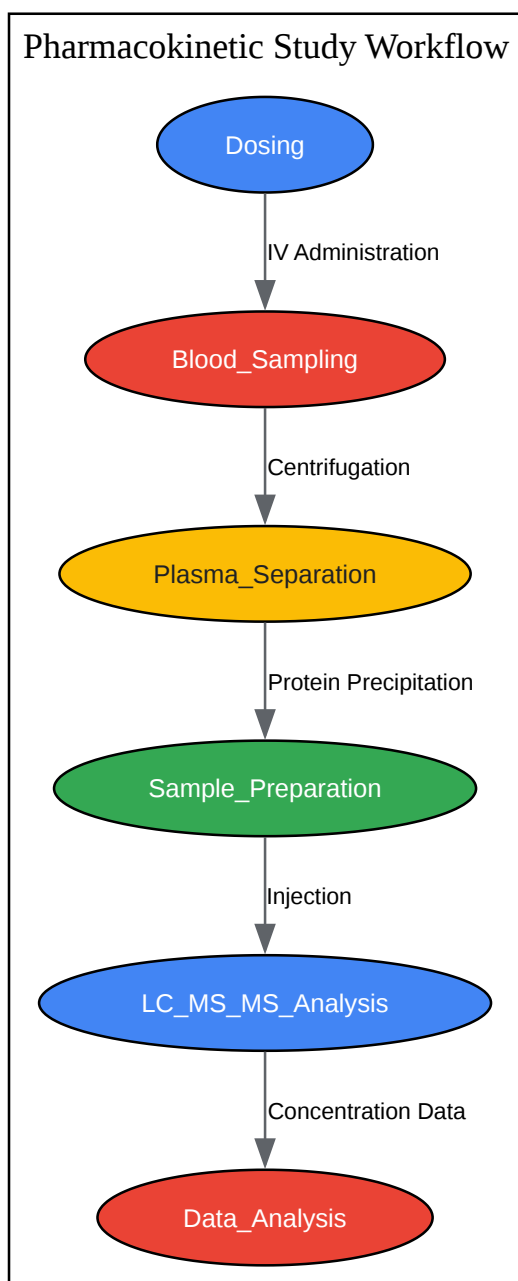 Pharmacokinetic Study Workflow
Dosing
IV Administration
Blood_Sampling
Centrifugation
Plasma_Separation
Protein Precipitation
Sample_Preparation
Injection
LC_MS_MS_Analysis
Concentration Data
Data_Analysis